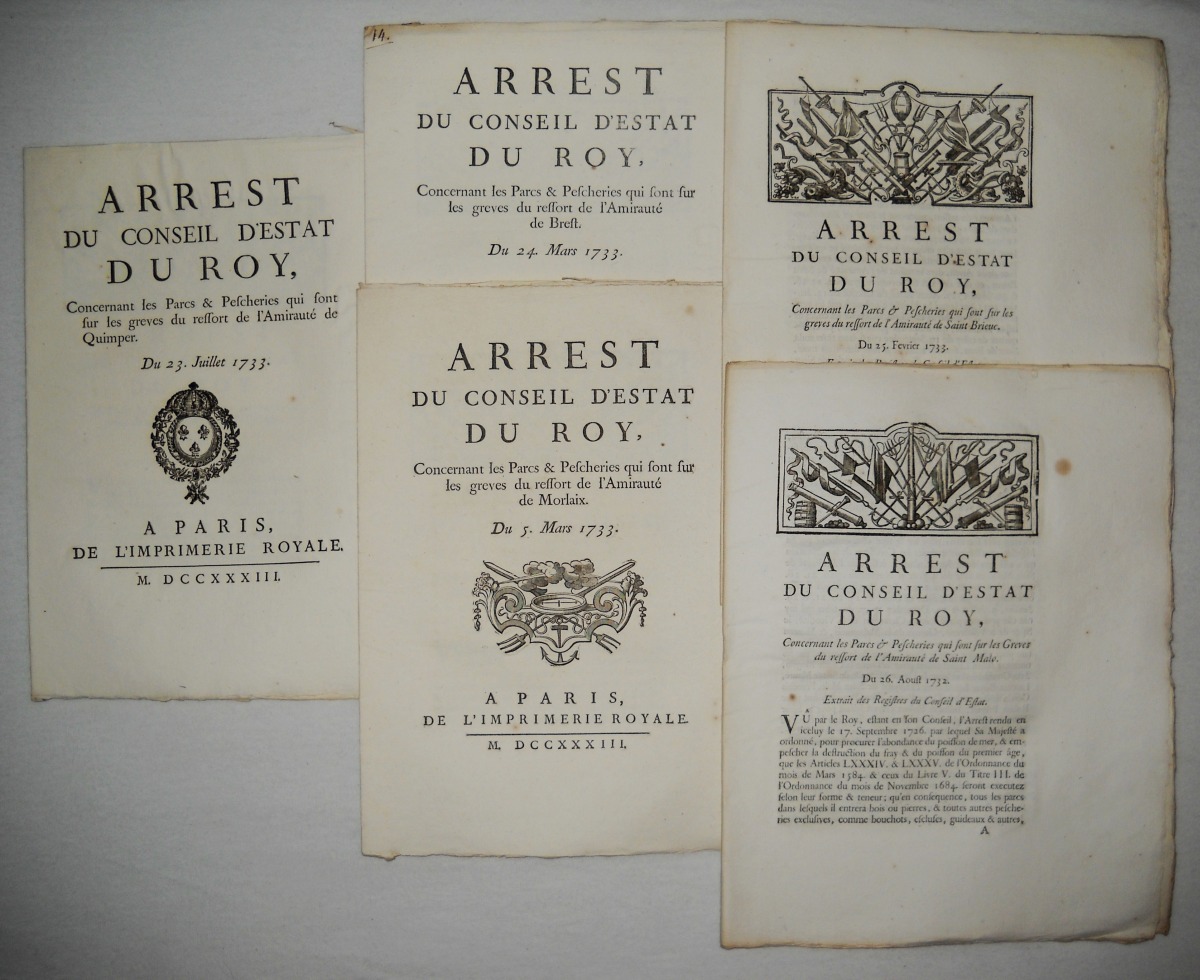 ARREST
DU CONSEIL D'ESTAT
DU ROY,
Concernant les Parcs & Pescheries qui sont
sur les greves du ressort de l'Amirauté de
Quimper.
Du 23. Juillet 1733.
A PARIS,
DE L'IMPRIMERIE ROYALE.
M. DCCXXXIII.
14.
ARREST
DU CONSEIL D'ESTAT
DU ROY,
Concernant les Parcs & Pescheries qui sont sur
les greves du ressort de l'Amirauté
de Brest.
Du 24. Mars 1733.
ARREST
DU CONSEIL D'ESTAT
DU ROY,
Concernant les Parcs & Pescheries qui sont sur
les greves du ressort de l'Amirauté
de Morlaix.
Du 5. Mars 1733.
A PARIS,
DE L'IMPRIMERIE ROYALE.
M. DCCXXXIII.
ARREST
DU CONSEIL D'ESTAT
DU ROY,
Concernant les Parcs & Pescheries qui sont sur les
greves du ressort de l'Amirauté de Saint Brieuc.
Du 25. Fevrier 1733.
ARREST
DU CONSEIL D'ESTAT
DU ROY,
Concernant les Parcs & Pescheries qui sont sur les Greves
du ressort de l'Amirauté de Saint Malo.
Du 26. Aoust 1732.
Extrait des Registres du Conseil d'Estat.
VÛ par le Roy, estant en son Conseil, l'Arrest rendu en
iceluy le 17. Septembre 1726. par lequel Sa Majesté a
ordonné, pour procurer l'abondance du poisson de mer, & em-
pescher la destruction du fray & du poisson du premier âge,
que les Articles LXXXIV. & LXXXV. de l'Ordonnance du
mois de Mars 1584. & ceux du Livre V. du Titre III. de
l'Ordonnance du mois de Novembre 1684. seront executez
selon leur forme & teneur; qu'en consequence, tous les parcs
dans lesquels il entrera bois ou pierres, & toutes autres pesche-
ries exclusives, comme bouchots, escluses, guideaux & autres,
A